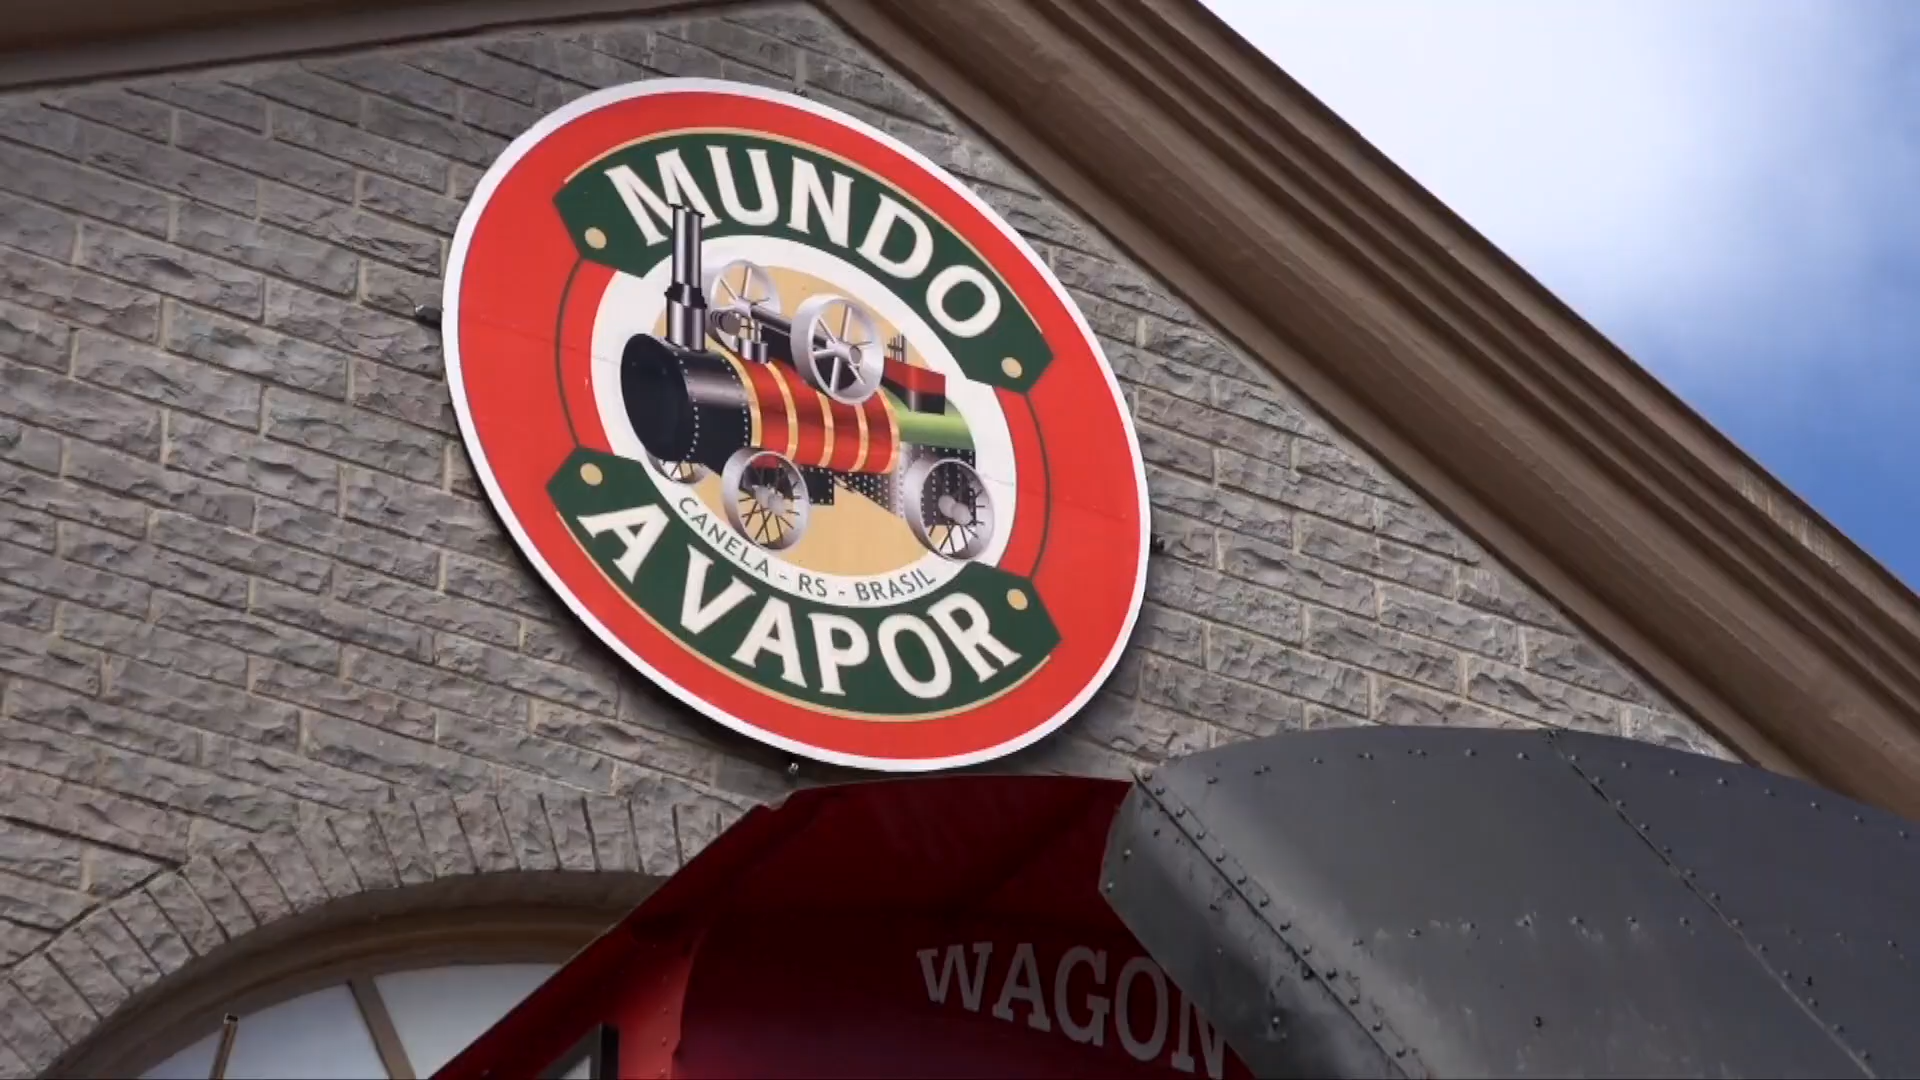 MUNDO
CANELA - RS - BRASIL
A VAPOR
WAGON